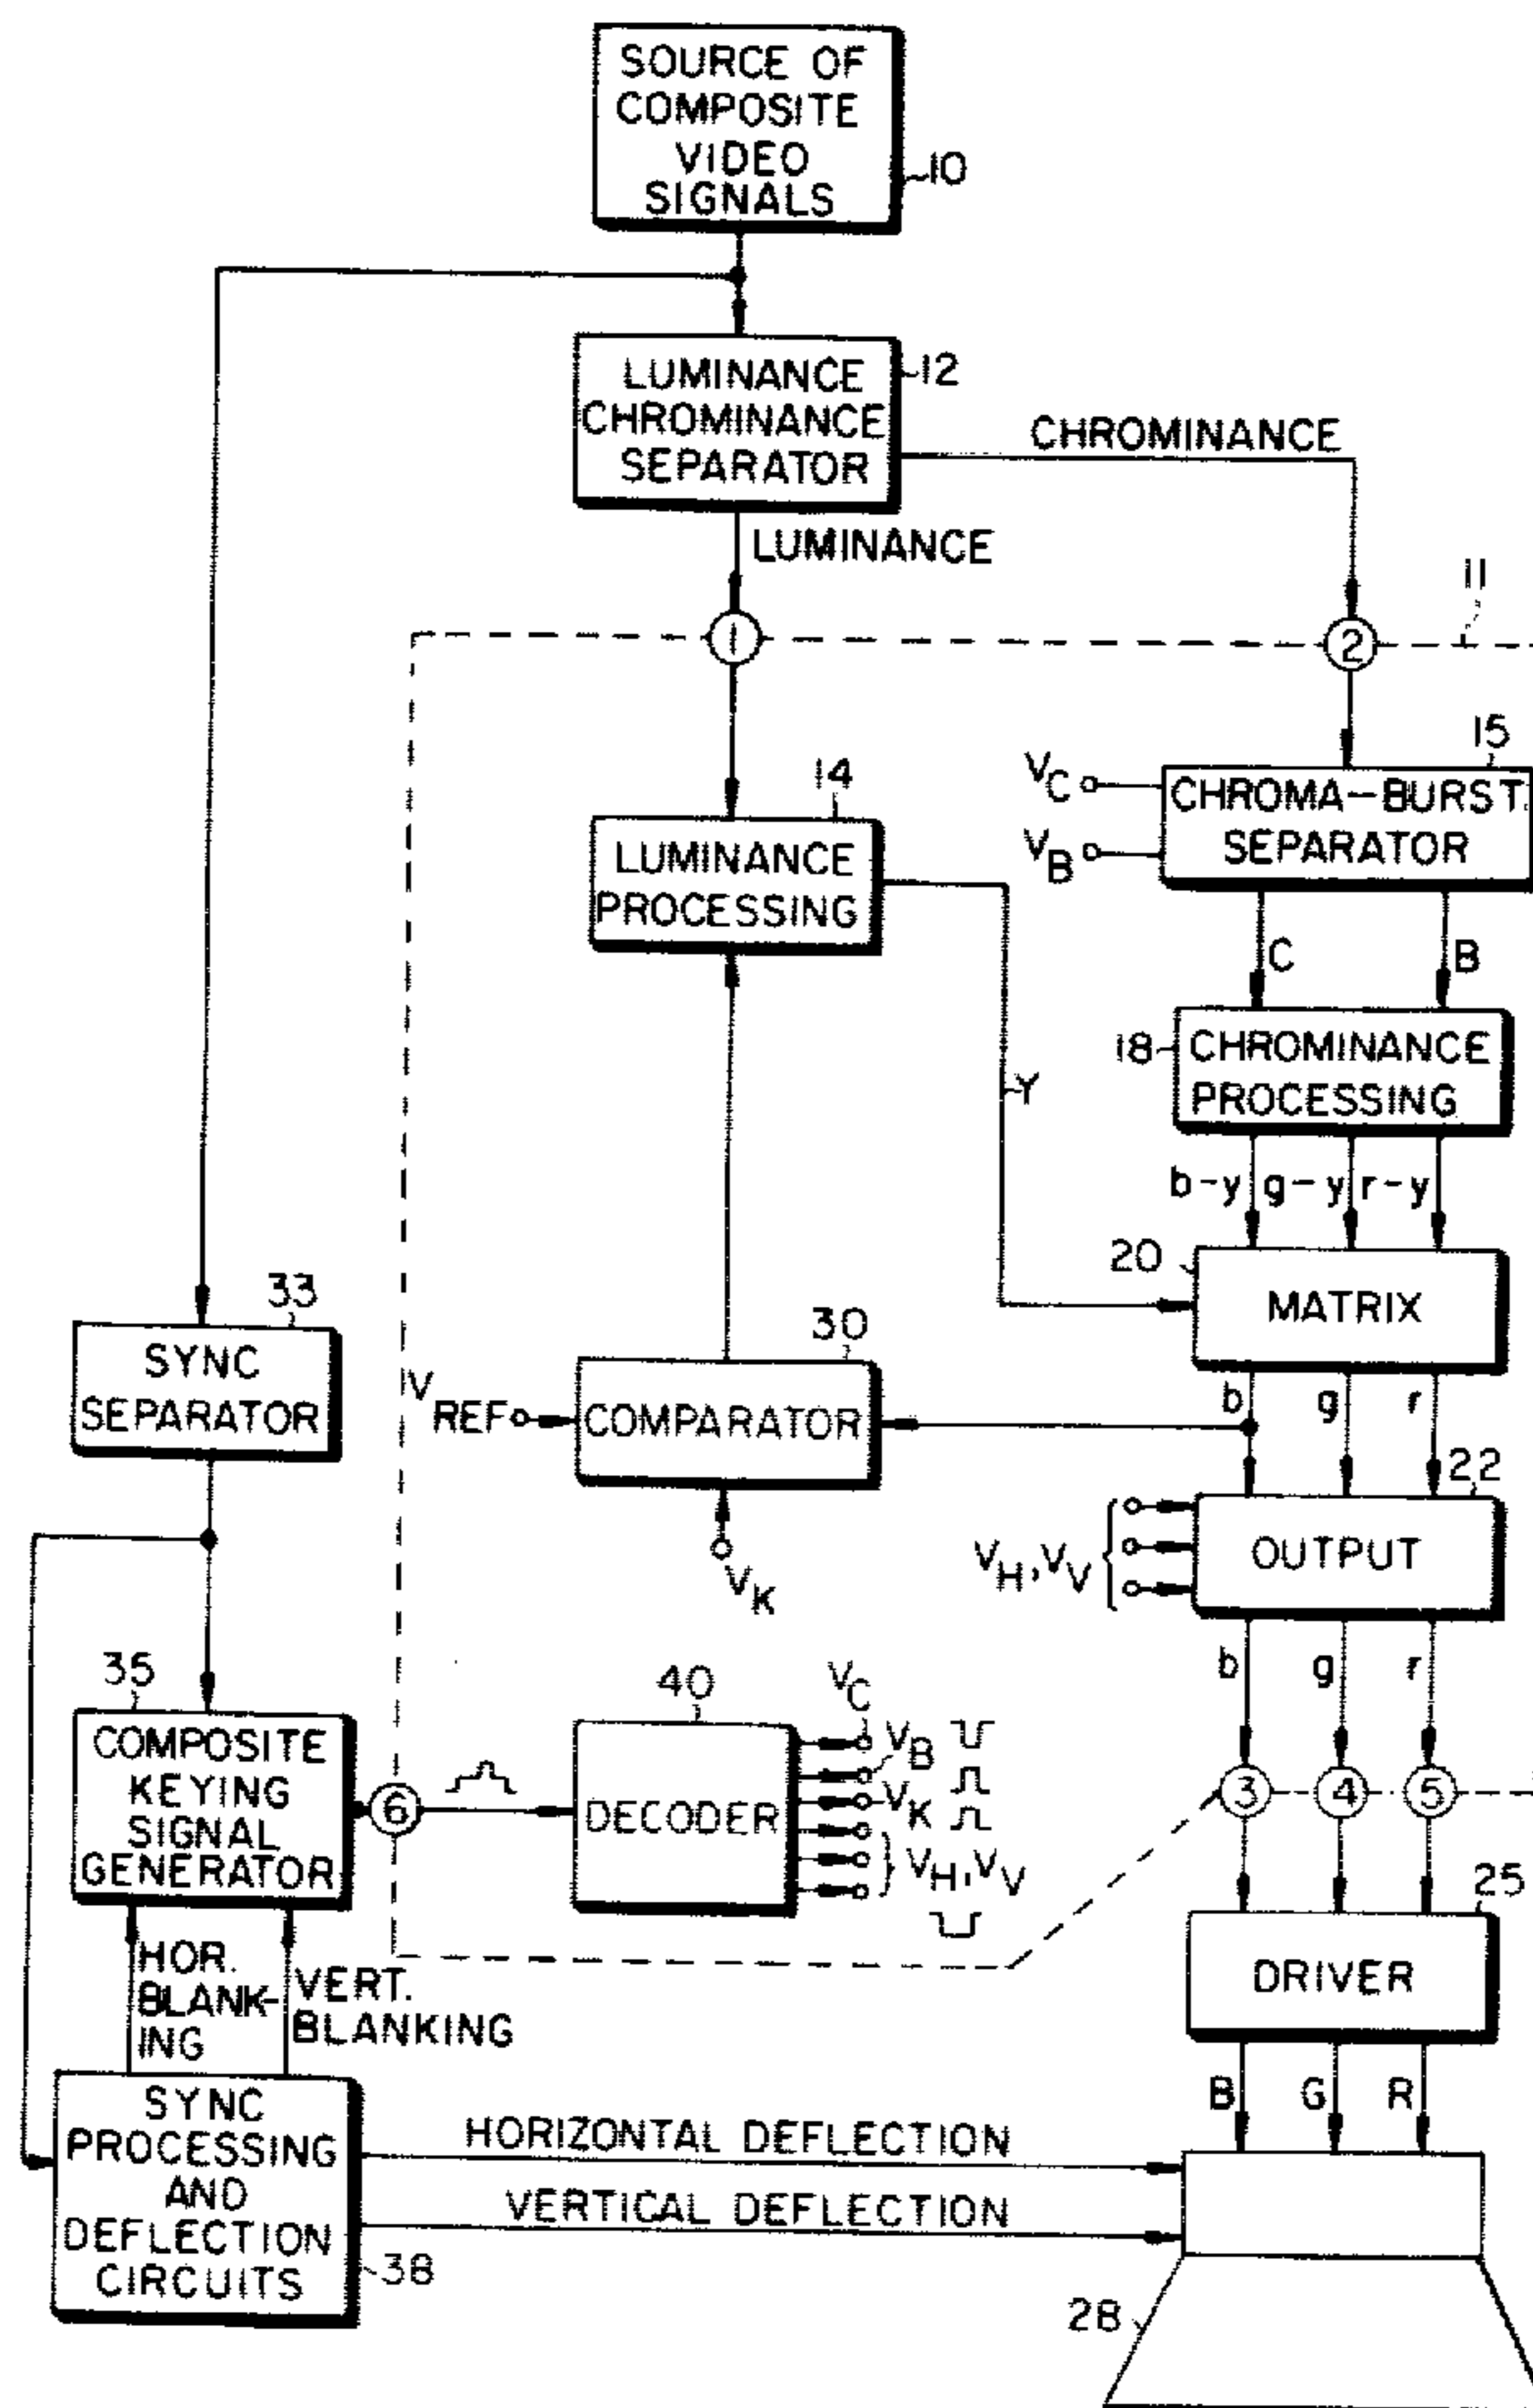 SOURCE OF
COMPOSITE
VIDEO
SIGNALS
10
LUMINANCE
CHROMINANCE
SEPARATOR
12
CHROMINANCE
LUMINANCE
11
1
2
14
LUMINANCE
PROCESSING
15
VC
VB
CHROMA-BURST
SEPARATOR
C
B
18
CHROMINANCE
PROCESSING
Y
b-y
g-y
r-y
20
MATRIX
33
SYNC
SEPARATOR
30
VREF
COMPARATOR
VK
b
g
r
22
VH,VV
OUTPUT
b
g
r
35
COMPOSITE
KEYING
SIGNAL
GENERATOR
6
40
DECODER
VC
VB
VK
VH,VV
3
4
5
25
DRIVER
HOR.
BLANK-
ING
VERT.
BLANKING
B
G
R
SYNC
PROCESSING
AND
DEFLECTION
CIRCUITS
38
HORIZONTAL DEFLECTION
VERTICAL DEFLECTION
28